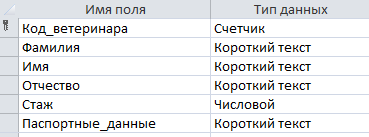 Имя поля Тип данных
Код_ветеринара Счетчик
Фамилия Короткий текст
Имя Короткий текст
Отчество Короткий текст
Стаж Числовой
Паспортные_данные Короткий текст